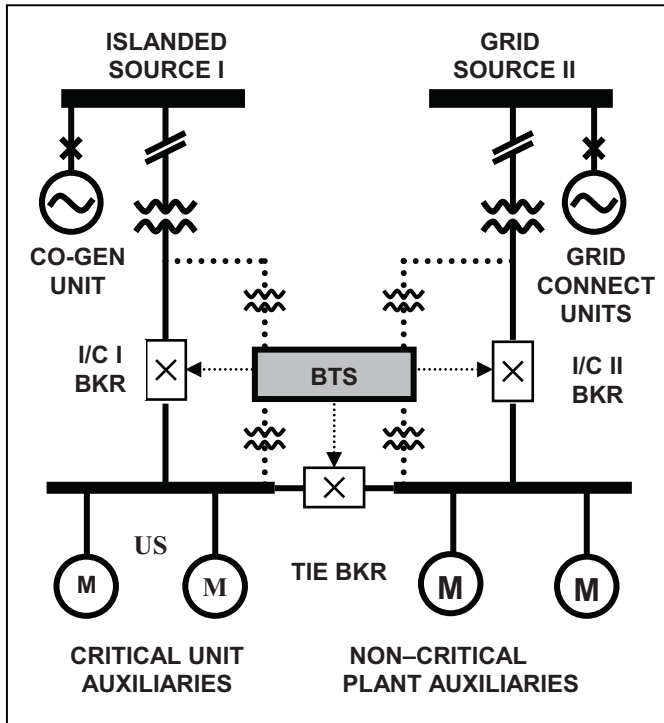 ISLANDED
SOURCE I
GRID
SOURCE II
CO-GEN
UNIT
GRID
CONNECT
UNITS
I/C I
BKR
BTS
I/C II
BKR
US
M
M
TIE BKR
M
M
CRITICAL UNIT
AUXILIARIES
NON–CRITICAL
PLANT AUXILIARIES